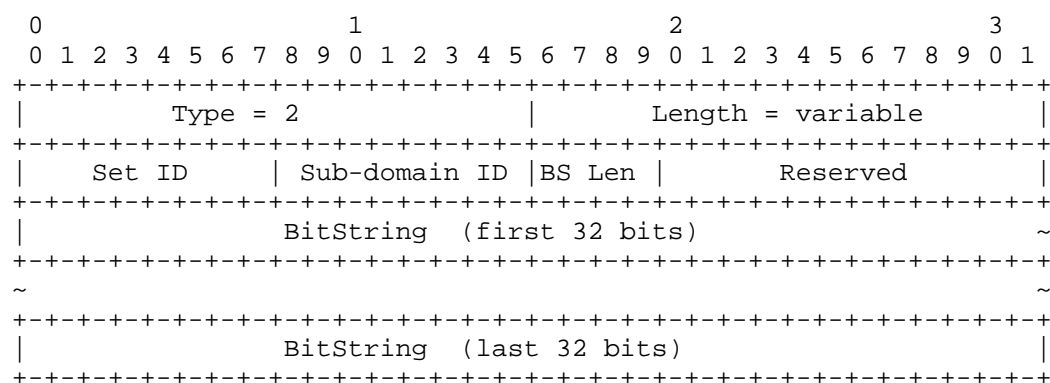 0                   1                   2                   3
 0 1 2 3 4 5 6 7 8 9 0 1 2 3 4 5 6 7 8 9 0 1 2 3 4 5 6 7 8 9 0 1
+-+-+-+-+-+-+-+-+-+-+-+-+-+-+-+-+-+-+-+-+-+-+-+-+-+-+-+-+-+-+-+-+
|         Type = 2              |       Length = variable       |
+-+-+-+-+-+-+-+-+-+-+-+-+-+-+-+-+-+-+-+-+-+-+-+-+-+-+-+-+-+-+-+-+
|    Set ID     | Sub-domain ID |BS Len |       Reserved        |
+-+-+-+-+-+-+-+-+-+-+-+-+-+-+-+-+-+-+-+-+-+-+-+-+-+-+-+-+-+-+-+-+
|                BitString  (first 32 bits)                     ~
+-+-+-+-+-+-+-+-+-+-+-+-+-+-+-+-+-+-+-+-+-+-+-+-+-+-+-+-+-+-+-+-+
~                                                               ~
+-+-+-+-+-+-+-+-+-+-+-+-+-+-+-+-+-+-+-+-+-+-+-+-+-+-+-+-+-+-+-+-+
|                BitString  (last 32 bits)                      |
+-+-+-+-+-+-+-+-+-+-+-+-+-+-+-+-+-+-+-+-+-+-+-+-+-+-+-+-+-+-+-+-+